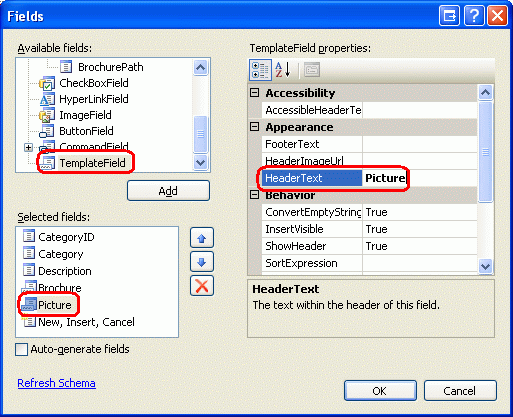 Fields
Available fields:
BrochurePath
CheckBoxField
HyperLinkField
ImageField
ButtonField
CommandField
TemplateField
Add
Selected fields:
CategoryID
Category
Description
Brochure
Picture
New, Insert, Cancel
Auto-generate fields
Refresh Schema
TemplateField properties:
Accessibility
AccessibleHeaderTe
Appearance
FooterText
HeaderImageUrl
HeaderText Picture
Behavior
ConvertEmptyString True
InsertVisible True
ShowHeader True
SortExpression
HeaderText
The text within the header of this field.
OK
Cancel